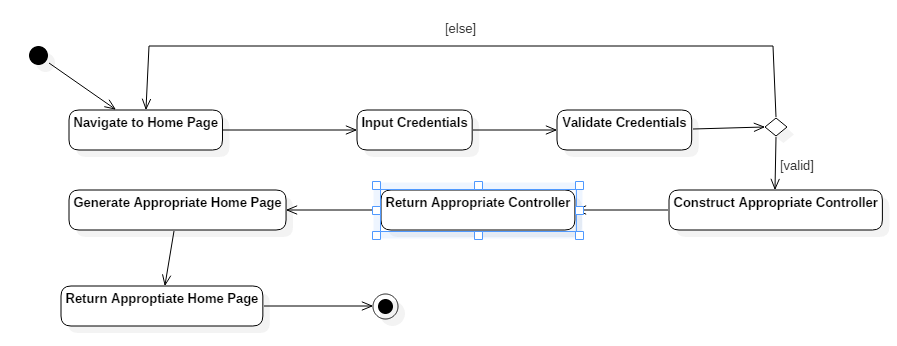 [else]
Navigate to Home Page
Input Credentials
Validate Credentials
[valid]
Generate Appropriate Home Page
Return Appropriate Controller
Construct Appropriate Controller
Return Approptiate Home Page